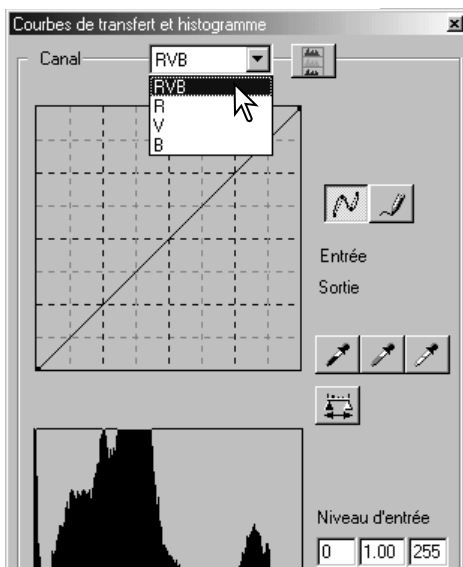 Courbes de transfert et histogramme
Canal
RVB
RVB
R
V
B
Entrée
Sortie
Niveau d'entrée
0 1.00 255